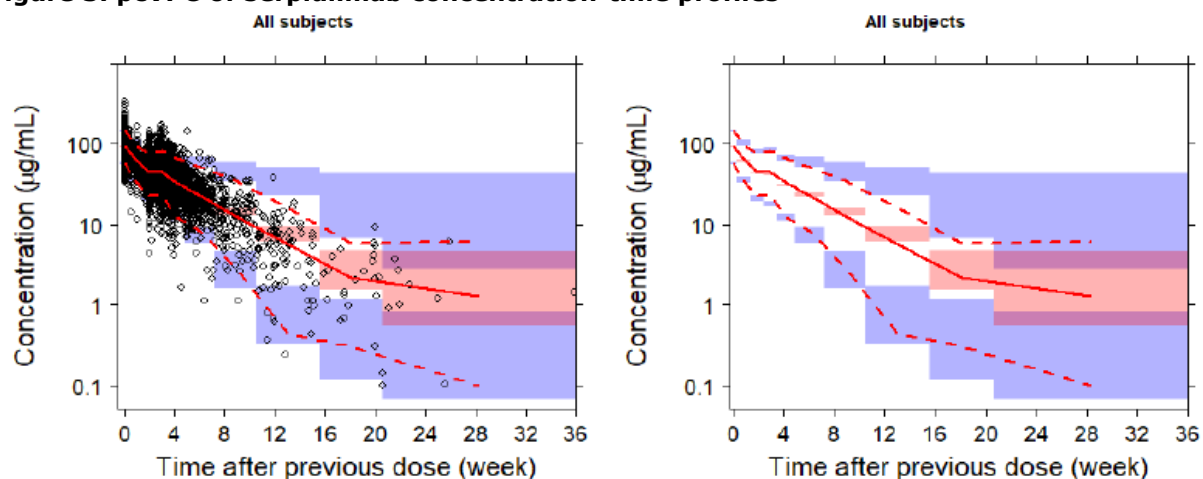 All subjects
All subjects
Concentration (µg/mL)
100
10
1
0.1
0 4 8 12 16 20 24 28 32 36
Time after previous dose (week)
Concentration (µg/mL)
100
10
1
0.1
0 4 8 12 16 20 24 28 32 36
Time after previous dose (week)